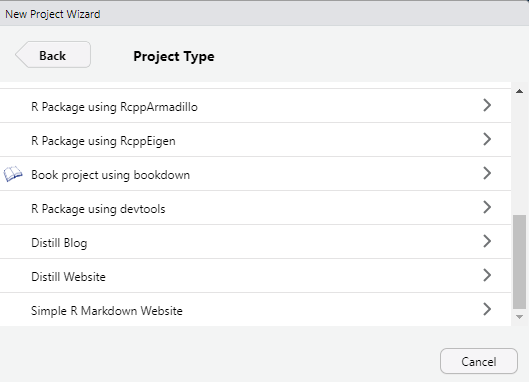 New Project Wizard
Back
Project Type
R Package using RcppArmadillo
R Package using RcppEigen
Book project using bookdown
R Package using devtools
Distill Blog
Distill Website
Simple R Markdown Website
Cancel